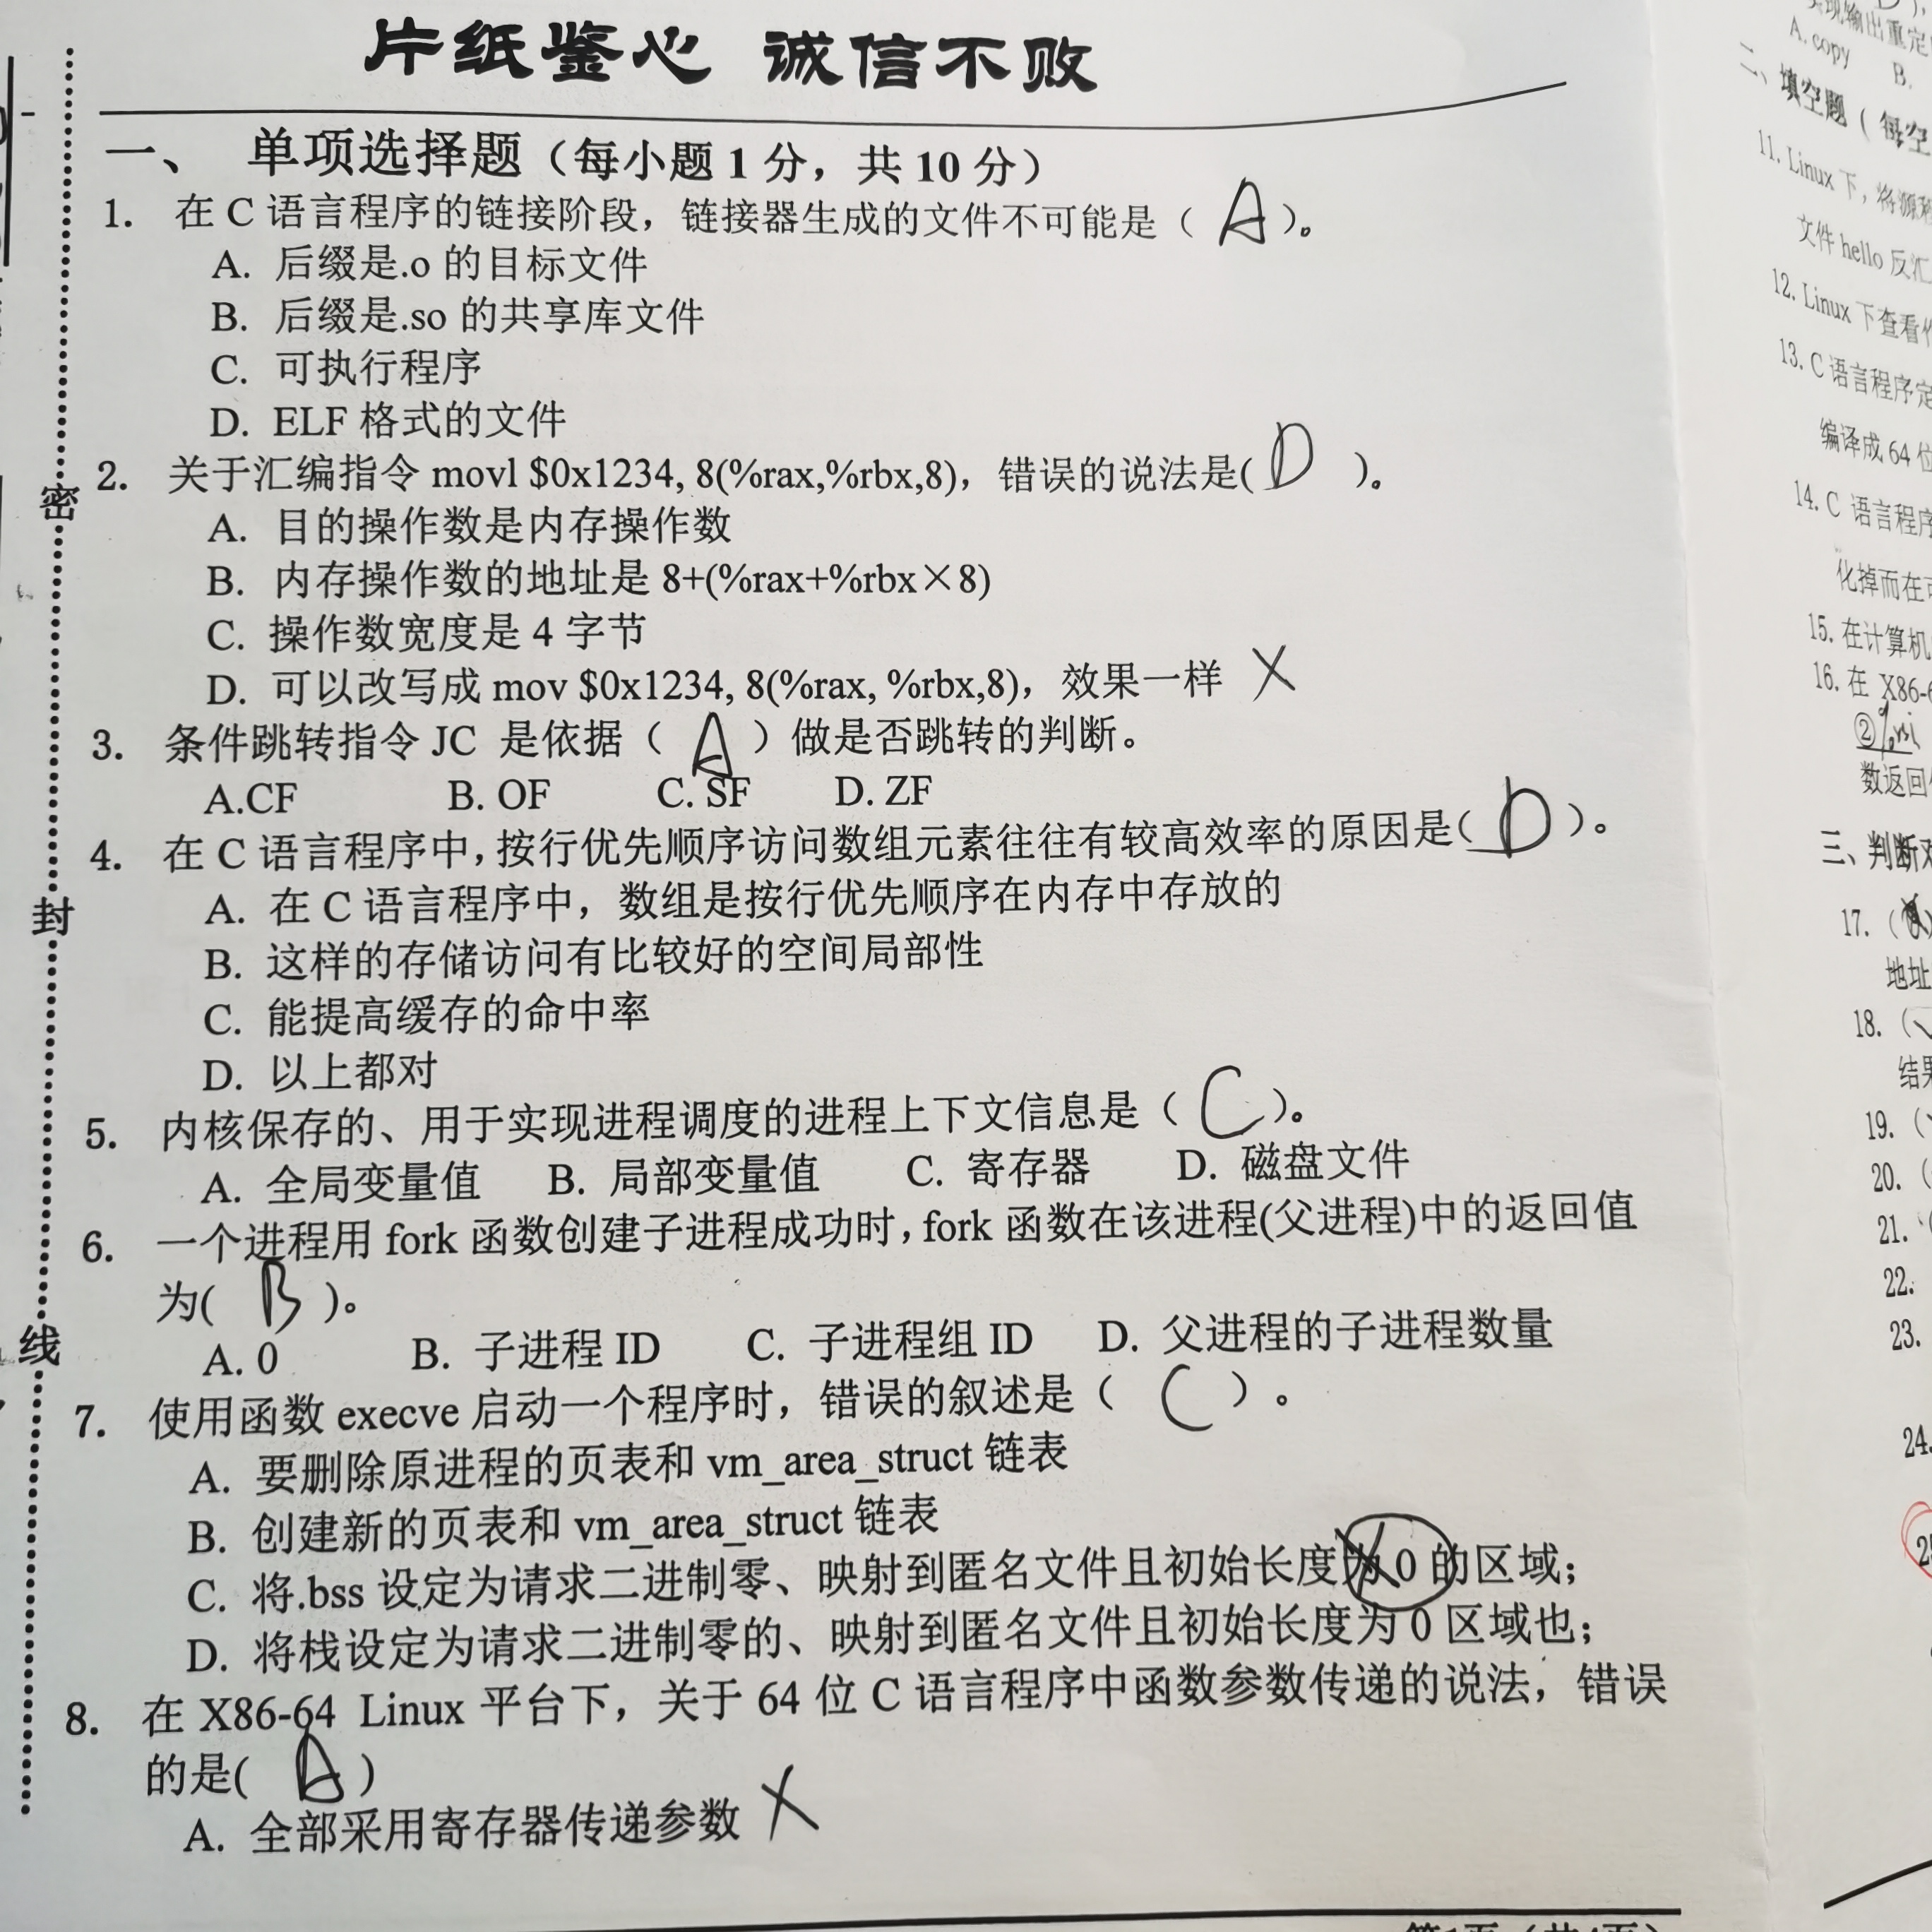 片纸鉴心 诚信不败
一、 单项选择题（每小题 1 分，共 10 分）
1. 在 C 语言程序的链接阶段，链接器生成的文件不可能是（ A ）。
A. 后缀是.o 的目标文件
B. 后缀是.so 的共享库文件
C. 可执行程序
D. ELF 格式的文件
2. 关于汇编指令 movl $0x1234, 8(%rax,%rbx,8)，错误的说法是( D )。
A. 目的操作数是内存操作数
B. 内存操作数的地址是 8+(%rax+%rbx×8)
C. 操作数宽度是 4 字节
D. 可以改写成 mov $0x1234, 8(%rax, %rbx,8)，效果一样 ×
3. 条件跳转指令 JC 是依据（ A ）做是否跳转的判断。
A.CF B. OF C. SF D. ZF
4. 在 C 语言程序中，按行优先顺序访问数组元素往往有较高效率的原因是( D )。
A. 在 C 语言程序中，数组是按行优先顺序在内存中存放的
B. 这样的存储访问有比较好的空间局部性
C. 能提高缓存的命中率
D. 以上都对
5. 内核保存的、用于实现进程调度的进程上下文信息是（ C ）。
A. 全局变量值 B. 局部变量值 C. 寄存器 D. 磁盘文件
6. 一个进程用 fork 函数创建子进程成功时，fork 函数在该进程(父进程)中的返回值
为( B )。
A. 0 B. 子进程 ID C. 子进程组 ID D. 父进程的子进程数量
7. 使用函数 execve 启动一个程序时，错误的叙述是（ C ）。
A. 要删除原进程的页表和 vm_area_struct 链表
B. 创建新的页表和 vm_area_struct 链表
C. 将.bss 设定为请求二进制零、映射到匿名文件且初始长度为 0 的区域；
D. 将栈设定为请求二进制零的、映射到匿名文件且初始长度为 0 区域也；
8. 在 X86-64 Linux 平台下，关于 64 位 C 语言程序中函数参数传递的说法，错误
的是( A )
A. 全部采用寄存器传递参数 ×
密
封
线
现输出重定
A. copy B.
二、填空题（ 每空
11. Linux 下，将源程
文件 hello 反汇
12. Linux 下查看
13. C 语言程序定
编译成 64 位
14. C 语言程序
化掉而在
15. 在计算机
16. 在 X86-6
② %rsi
数返回
三、判断对
17. （
地址
18. （
结果
19. （
20. （
21.
22.
23.
24.